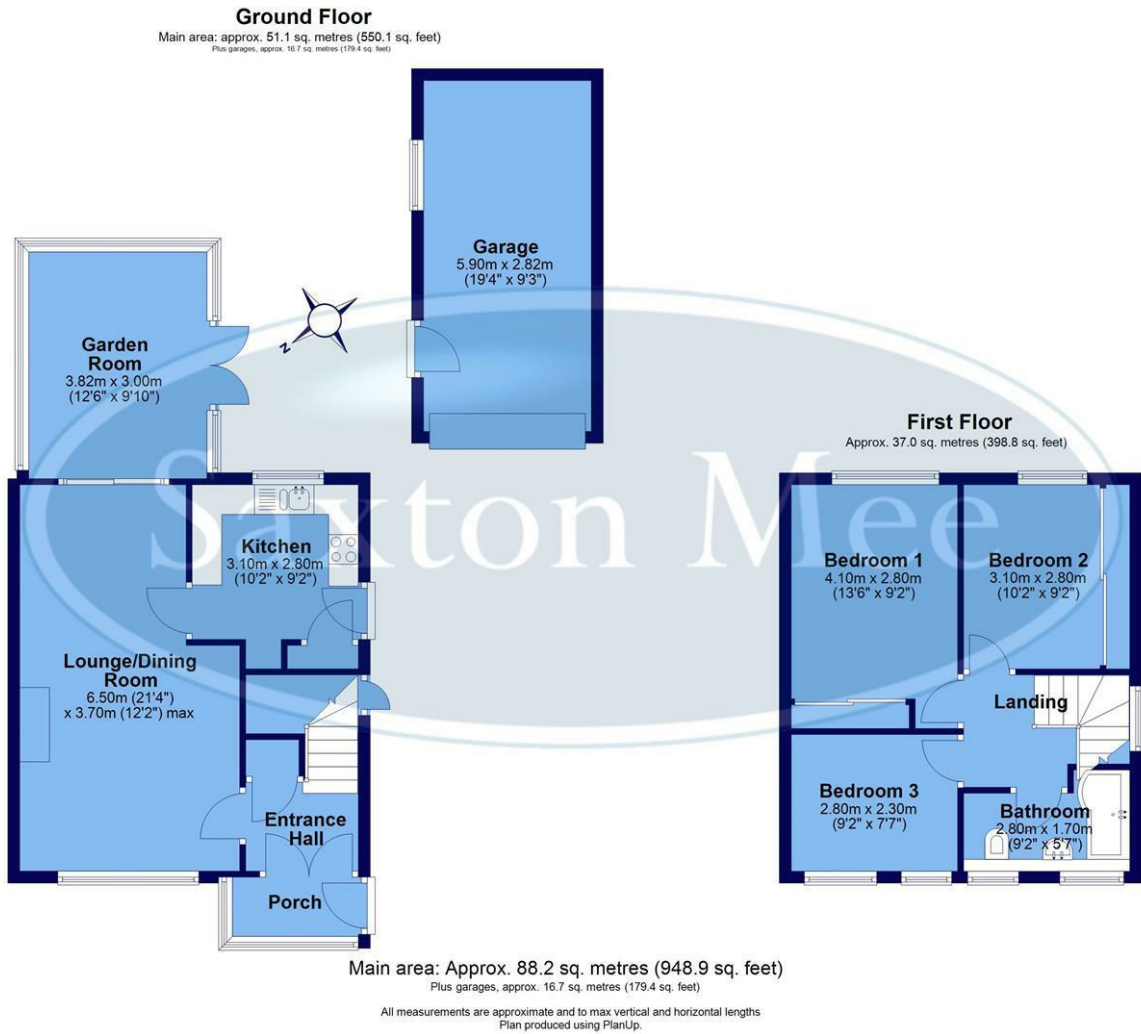 Ground Floor
Main area: approx. 51.1 sq. metres (550.1 sq. feet)
Plus garages, approx. 16.7 sq. metres (179.4 sq. feet)
Garage
5.90m x 2.82m
(19'4" x 9'3")
Garden
Room
3.82m x 3.00m
(12'6" x 9'10")
N
Kitchen
3.10m x 2.80m
(10'2" x 9'2")
Lounge/Dining
Room
6.50m (21'4")
x 3.70m (12'2") max
Entrance
Hall
Porch
First Floor
Approx. 37.0 sq. metres (398.8 sq. feet)
Bedroom 1
4.10m x 2.80m
(13'6" x 9'2")
Bedroom 2
3.10m x 2.80m
(10'2" x 9'2")
Landing
Bedroom 3
2.80m x 2.30m
(9'2" x 7'7")
Bathroom
2.80m x 1.70m
(9'2" x 5'7")
Saxton Mee
Main area: Approx. 88.2 sq. metres (948.9 sq. feet)
Plus garages, approx. 16.7 sq. metres (179.4 sq. feet)
All measurements are approximate and to max vertical and horizontal lengths
Plan produced using PlanUp.